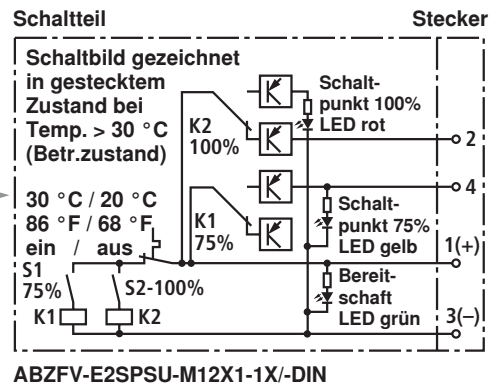 Schaltteil
Stecker
Schaltbild gezeichnet
in gestecktem
Zustand bei
Temp. > 30 °C
(Betr.zustand)
K2
100%
Schalt-
punkt 100%
LED rot
2
4
30 °C / 20 °C
86 °F / 68 °F
ein / aus
K1
75%
Schalt-
punkt 75%
LED gelb
1(+)
S1
75%
S2-100%
Bereit-
schaft
LED grün
K1
K2
3(–)
ABZFV-E2SPSU-M12X1-1X/-DIN